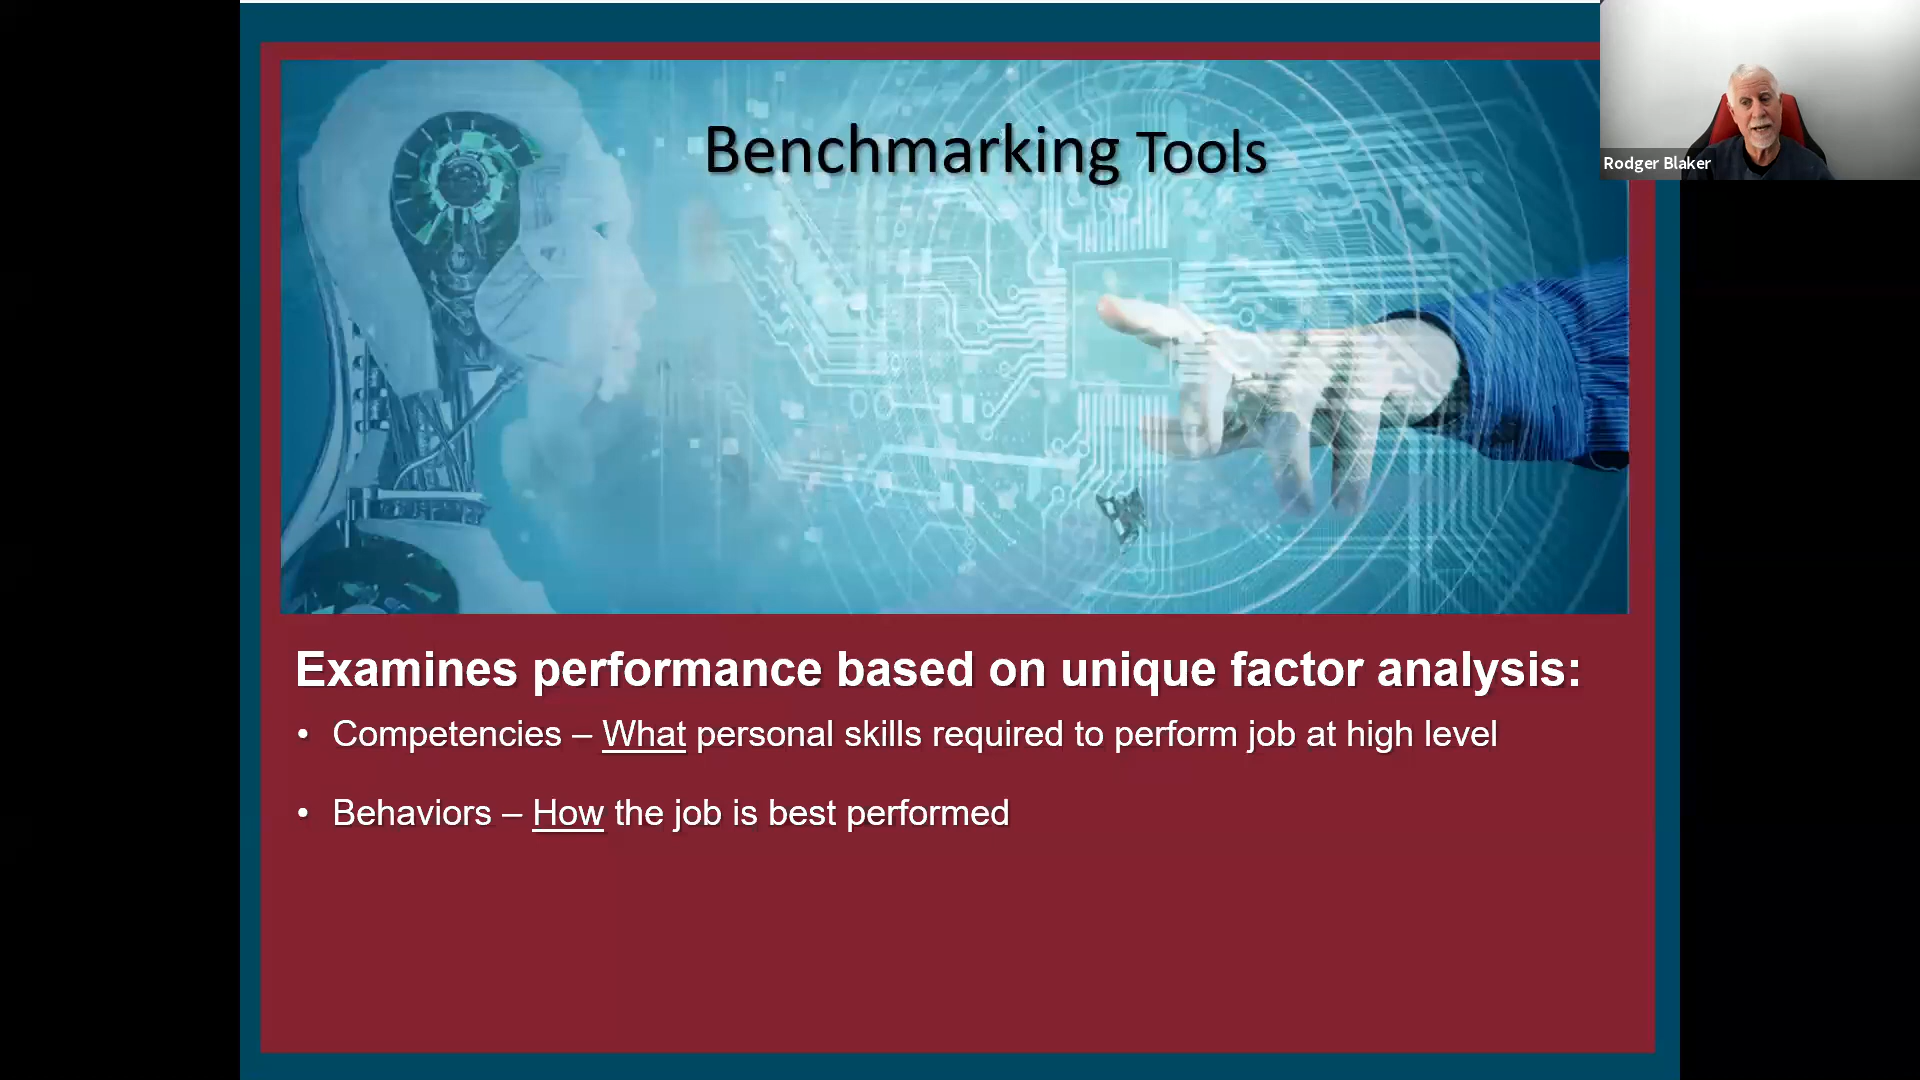 Benchmarking Tools
Rodger Blaker
Examines performance based on unique factor analysis:
• Competencies – What personal skills required to perform job at high level
• Behaviors – How the job is best performed